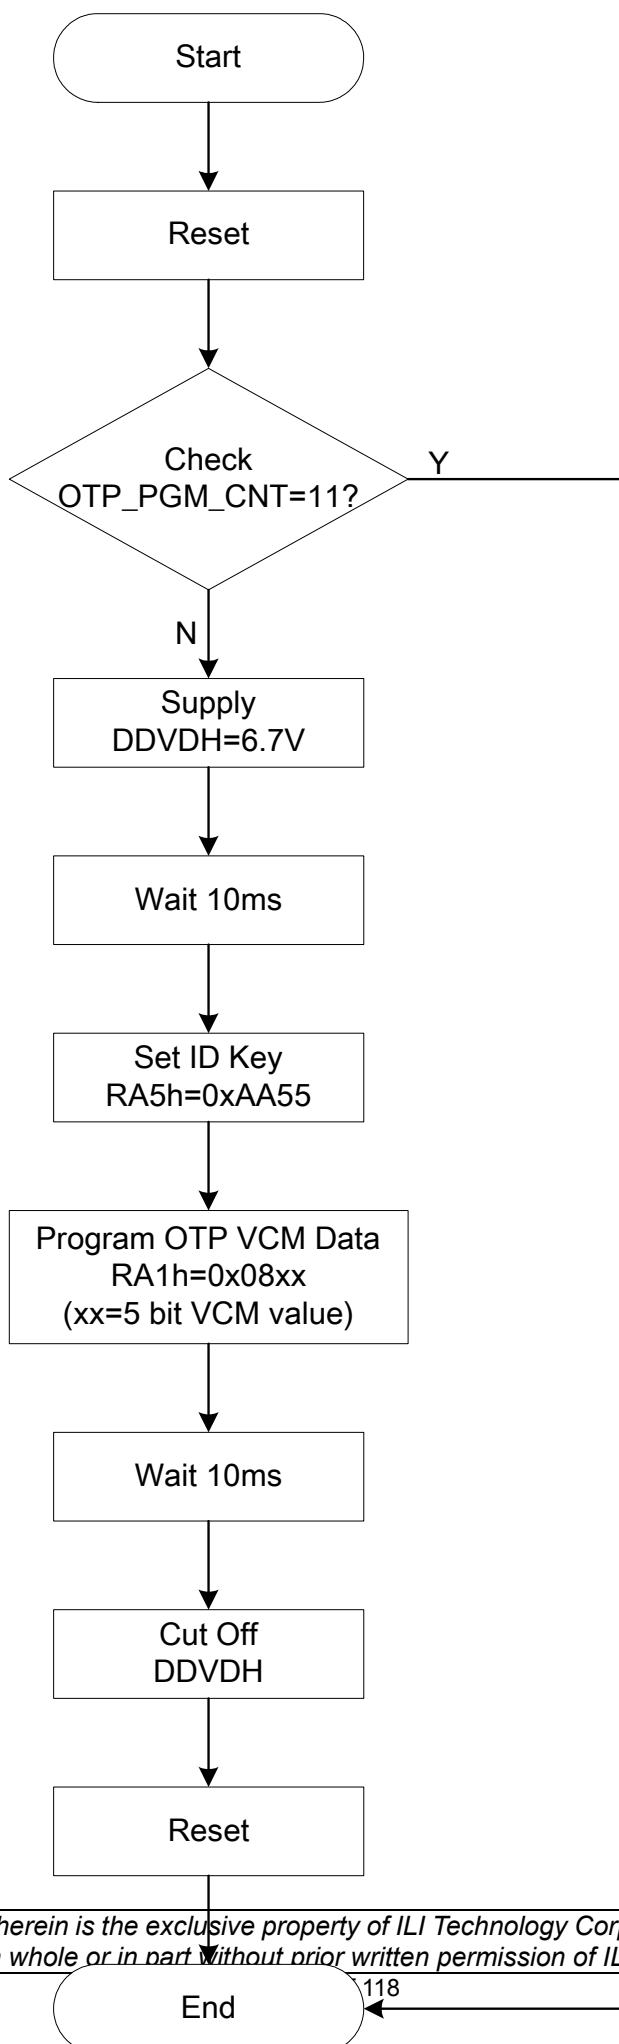 Start
Reset
Check
OTP_PGM_CNT=11?
Y
N
Supply
DDVDH=6.7V
Wait 10ms
Set ID Key
RA5h=0xAA55
Program OTP VCM Data
RA1h=0x08xx
(xx=5 bit VCM value)
Wait 10ms
Cut Off
DDVDH
Reset
herein is the exclusive property of ILI Technology Corp
whole or in part without prior written permission of IL
118
End